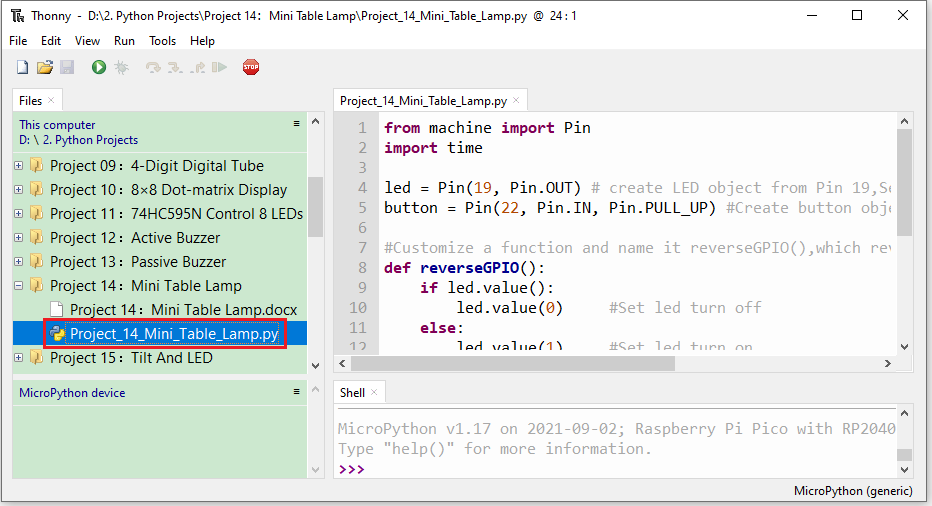 Thonny - D:\2. Python Projects\Project 14：Mini Table Lamp\Project_14_Mini_Table_Lamp.py @ 24 : 1
File Edit View Run Tools Help
STOP
Files
This computer
D: \ 2. Python Projects
Project 09：4-Digit Digital Tube
Project 10：8×8 Dot-matrix Display
Project 11：74HC595N Control 8 LEDs
Project 12：Active Buzzer
Project 13：Passive Buzzer
Project 14：Mini Table Lamp
Project 14：Mini Table Lamp.docx
Project_14_Mini_Table_Lamp.py
Project 15：Tilt And LED
MicroPython device
Project_14_Mini_Table_Lamp.py
1 from machine import Pin
2 import time
3
4 led = Pin(19, Pin.OUT) # create LED object from Pin 19,Se
5 button = Pin(22, Pin.IN, Pin.PULL_UP) #Create button obje
6
7 #Customize a function and name it reverseGPIO(),which rev
8 def reverseGPIO():
9 if led.value():
10 led.value(0) #Set led turn off
11 else:
12 led.value(1) #Set led turn on
Shell
MicroPython v1.17 on 2021-09-02; Raspberry Pi Pico with RP2040
Type "help()" for more information.
>>>
MicroPython (generic)